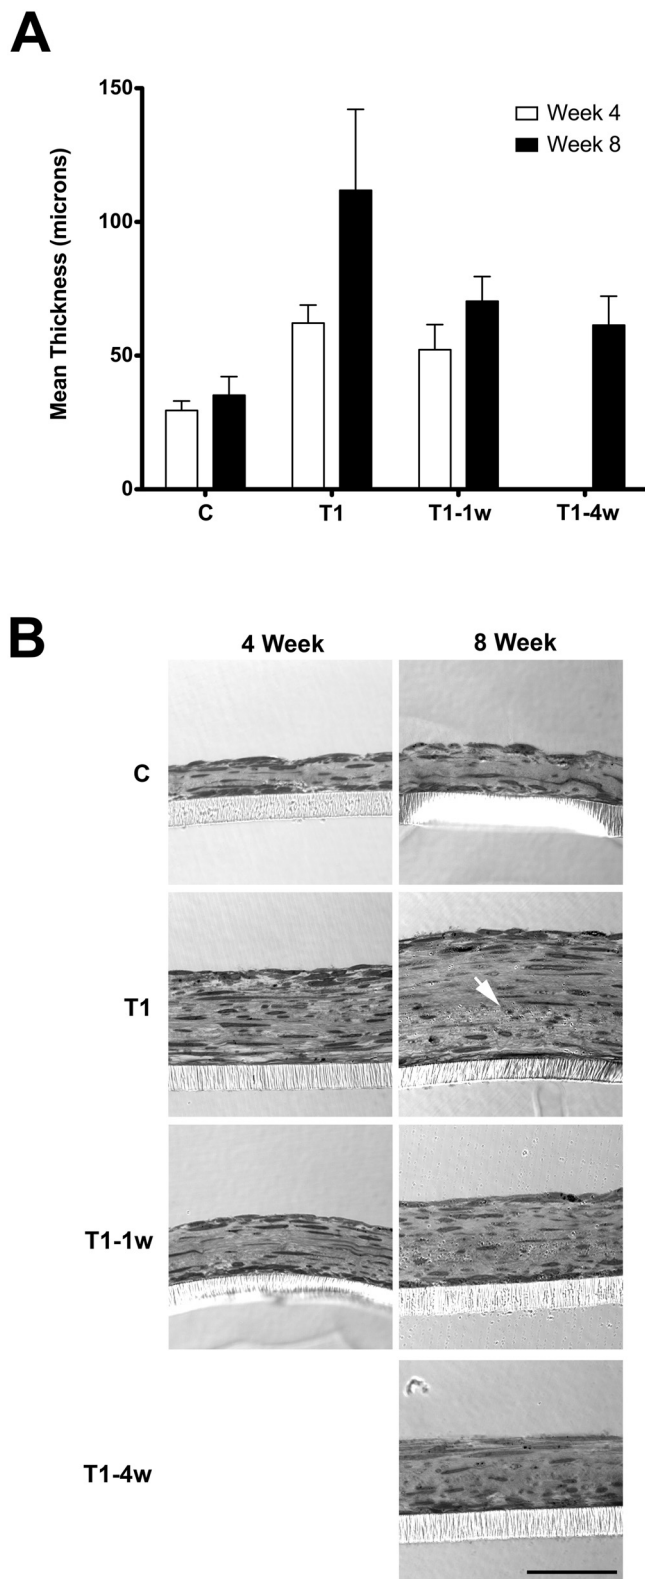 A
150
100
50
0
Mean Thickness (microns)
Week 4
Week 8
C
T1
T1-1w
T1-4w
B
4 Week
8 Week
C
T1
T1-1w
T1-4w